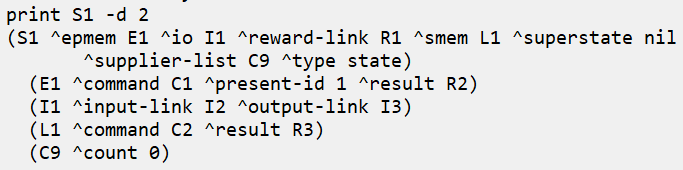 print S1 -d 2
(S1 ^epmem E1 ^io I1 ^reward-link R1 ^smem L1 ^superstate nil
^supplier-list C9 ^type state)
(E1 ^command C1 ^present-id 1 ^result R2)
(I1 ^input-link I2 ^output-link I3)
(L1 ^command C2 ^result R3)
(C9 ^count 0)